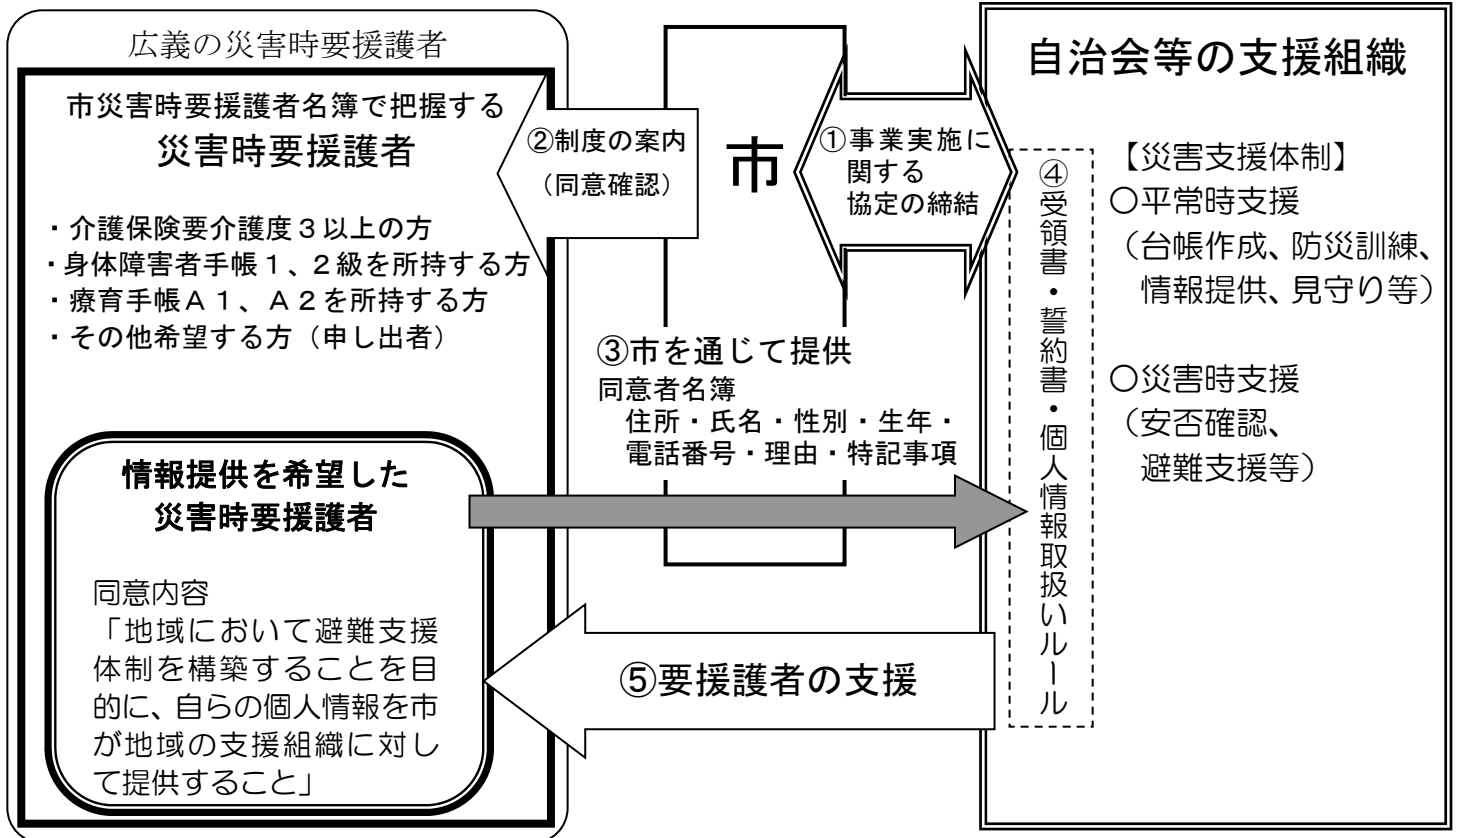 広義の災害時要援護者
市災害時要援護者名簿で把握する
災害時要援護者
・介護保険要介護度３以上の方
・身体障害者手帳１、２級を所持する方
・療育手帳Ａ１、Ａ２を所持する方
・その他希望する方（申し出者）
情報提供を希望した
災害時要援護者
同意内容
「地域において避難支援
体制を構築することを目
的に、自らの個人情報を市
が地域の支援組織に対し
て提供すること」
②制度の案内
（同意確認）
市
①事業実施に
関する
協定の締結
③市を通じて提供
同意者名簿
住所・氏名・性別・生年・
電話番号・理由・特記事項
⑤要援護者の支援
自治会等の支援組織
④受領書・誓約書・個人情報取扱いルール
【災害支援体制】
〇平常時支援
（台帳作成、防災訓練、
情報提供、見守り等）
〇災害時支援
（安否確認、
避難支援等）